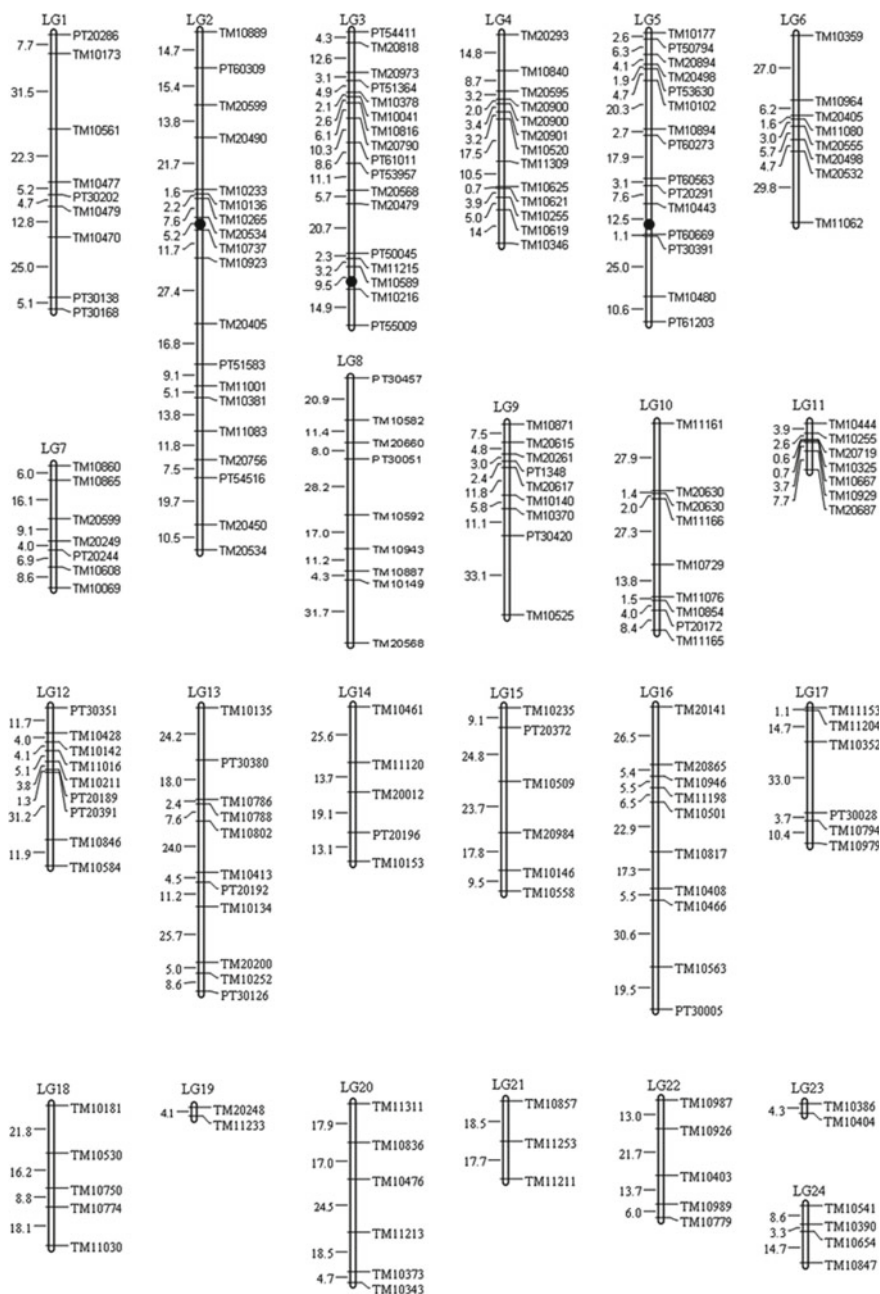 LG1
7.7
31.5
22.3
5.2
4.7
12.8
25.0
5.1
PT20286
TM10173
TM10561
TM10477
PT30202
TM10479
TM10470
PT30138
PT30168
LG2
14.7
15.4
13.8
21.7
1.6
2.2
7.6
5.2
11.7
27.4
16.8
9.1
5.1
13.8
11.8
7.5
19.7
10.5
TM10889
PT60309
TM20599
TM20490
TM10233
TM10136
TM10265
TM20534
TM10737
TM10923
TM20405
PT51583
TM11001
TM10381
TM11083
TM20756
PT54516
TM20450
TM20534
LG3
4.3
12.6
3.1
4.9
2.1
2.6
6.1
10.3
8.6
11.1
5.7
20.7
2.3
3.2
9.5
14.9
PT54411
TM20818
TM20973
PT51364
TM10378
TM10041
TM10816
TM20790
PT61011
PT53957
TM20568
TM20479
PT50045
TM11215
TM10589
TM10216
PT55009
LG4
14.8
8.7
3.2
2.0
3.4
3.2
17.5
10.5
0.7
3.9
5.0
14
TM20293
TM10840
TM20595
TM20900
TM20900
TM20901
TM10520
TM11309
TM10625
TM10621
TM10255
TM10619
TM10346
LG5
2.6
6.3
4.1
1.9
4.7
20.3
2.7
17.9
3.1
7.6
12.5
1.1
25.0
10.6
TM10177
PT50794
TM20894
TM20498
PT53630
TM10102
TM10894
PT60273
PT60563
PT20291
TM10443
PT60669
PT30391
TM10480
PT61203
LG6
27.0
6.2
1.6
3.0
5.7
4.7
29.8
TM10359
TM10964
TM20405
TM11080
TM20555
TM20498
TM20532
TM11062
LG7
6.0
16.1
9.1
4.0
6.9
8.6
TM10860
TM10865
TM20599
TM20249
PT20244
TM10608
TM10069
LG8
20.9
11.4
8.0
28.2
17.0
11.2
4.3
31.7
PT30457
TM10582
TM20660
PT30051
TM10592
TM10943
TM10887
TM10149
TM20568
LG9
7.5
4.8
3.0
2.4
11.8
5.8
11.1
33.1
TM10871
TM20615
TM20261
PT1348
TM20617
TM10140
TM10370
PT30420
TM10525
LG10
27.9
1.4
2.0
27.3
13.8
1.5
4.0
8.4
TM11161
TM20630
TM20630
TM11166
TM10729
TM11076
TM10854
PT20172
TM11165
LG11
3.9
2.6
0.6
0.7
3.7
7.7
TM10444
TM10255
TM20719
TM10325
TM10667
TM10929
TM20687
LG12
11.7
4.0
4.1
5.1
3.8
1.3
31.2
11.9
PT30351
TM10428
TM10142
TM11016
TM10211
PT20189
PT20391
TM10846
TM10584
LG13
24.2
18.0
2.4
7.6
240
4.5
11.2
25.7
5.0
8.6
TM10135
PT30380
TM10786
TM10788
TM10802
TM10413
PT20192
TM10134
TM20200
TM10252
PT30126
LG14
25.6
13.7
19.1
13.1
TM10461
TM11120
TM20012
PT20196
TM10153
LG15
9.1
24.8
23.7
17.8
9.5
TM10235
PT20372
TM10509
TM20984
TM10146
TM10558
LG16
26.5
5.4
5.5
6.5
22.9
17.3
5.5
30.6
19.5
TM20141
TM20865
TM10946
TM11198
TM10501
TM10817
TM10408
TM10466
TM10563
PT30005
LG17
1.1
14.7
33.0
3.7
10.4
TM11153
TM11204
TM10352
PT30028
TM10794
TM10979
LG18
21.8
16.2
8.8
18.1
TM10181
TM10530
TM10750
TM10774
TM11030
LG19
4.1
TM20248
TM11233
LG20
17.9
17.0
24.5
18.5
4.7
TM11311
TM10836
TM10476
TM11213
TM10373
TM10343
LG21
18.5
17.7
TM10857
TM11253
TM11211
LG22
13.0
21.7
13.7
6.0
TM10987
TM10926
TM10403
TM10989
TM10779
LG23
4.3
TM10386
TM10404
LG24
8.6
3.3
14.7
TM10541
TM10390
TM10654
TM10847